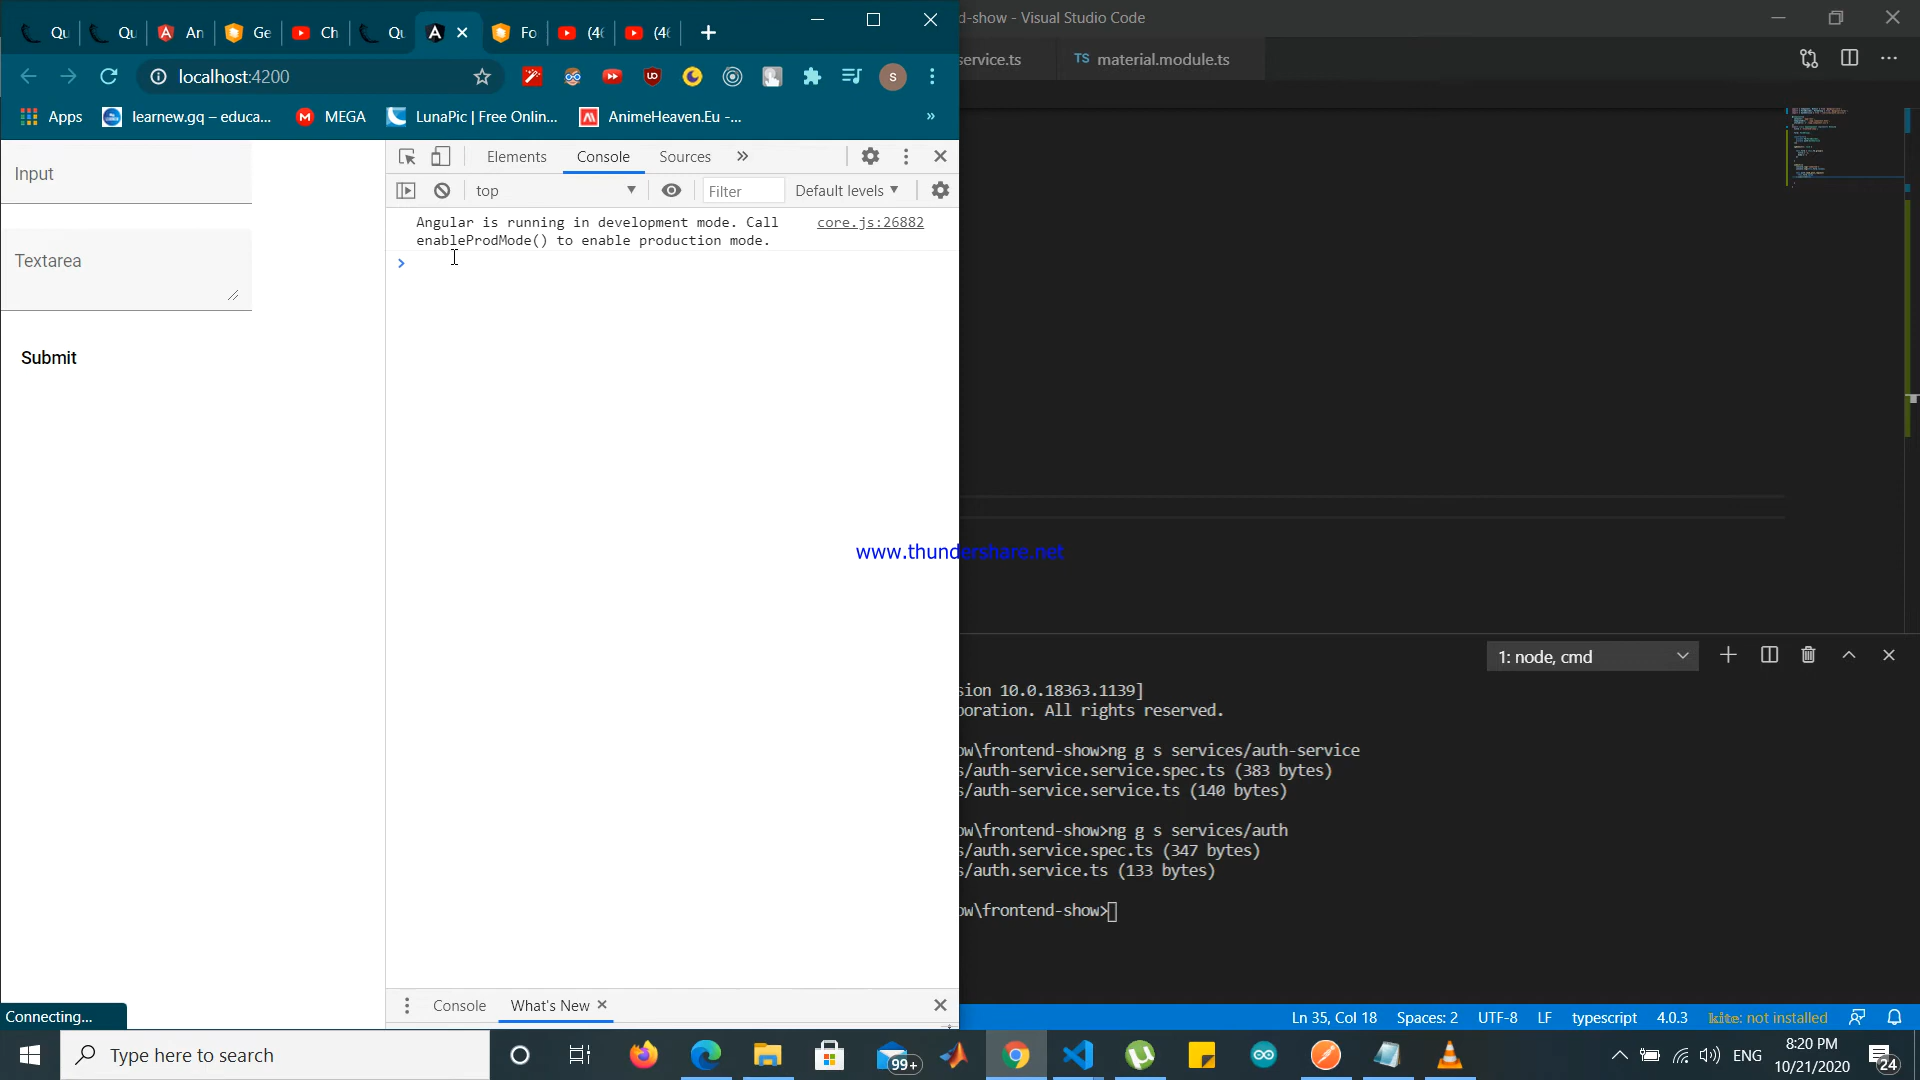 Qu
Qu
An
Ge
Ch
Qu
Fo
(4(
(4(
d-show - Visual Studio Code
localhost:4200
s
service.ts
TS material.module.ts
Apps
learnew.gq – educa...
MEGA
LunaPic | Free Onlin...
AnimeHeaven.Eu -...
»
Elements
Console
Sources
»
top
Filter
Default levels
Input
Textarea
Submit
Angular is running in development mode. Call
enableProdMode() to enable production mode.
core.js:26882
www.thundershare.net
1: node, cmd
sion 10.0.18363.1139]
poration. All rights reserved.
ow\frontend-show>ng g s services/auth-service
s/auth-service.service.spec.ts (383 bytes)
s/auth-service.service.ts (140 bytes)
ow\frontend-show>ng g s services/auth
s/auth.service.spec.ts (347 bytes)
s/auth.service.ts (133 bytes)
ow\frontend-show>
Console
What's New
Connecting...
Ln 35, Col 18
Spaces: 2
UTF-8
LF
typescript
4.0.3
kite: not installed
Type here to search
99+
ENG
8:20 PM
10/21/2020
24